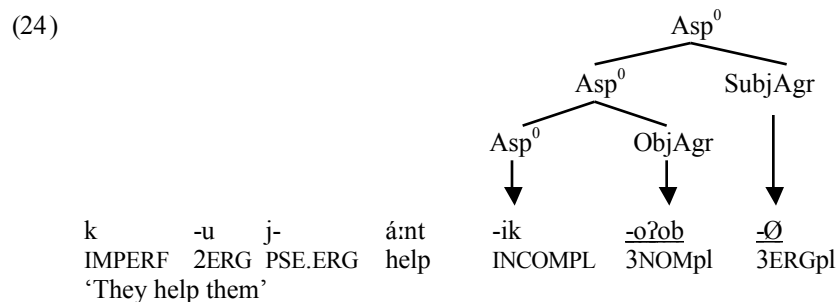 (24) Asp⁰
Asp⁰ SubjAgr
Asp⁰ ObjAgr
k -u j- á:nt -ik -oʔob -Ø
IMPERF 2ERG PSE.ERG help INCOMPL 3NOMpl 3ERGpl
‘They help them’